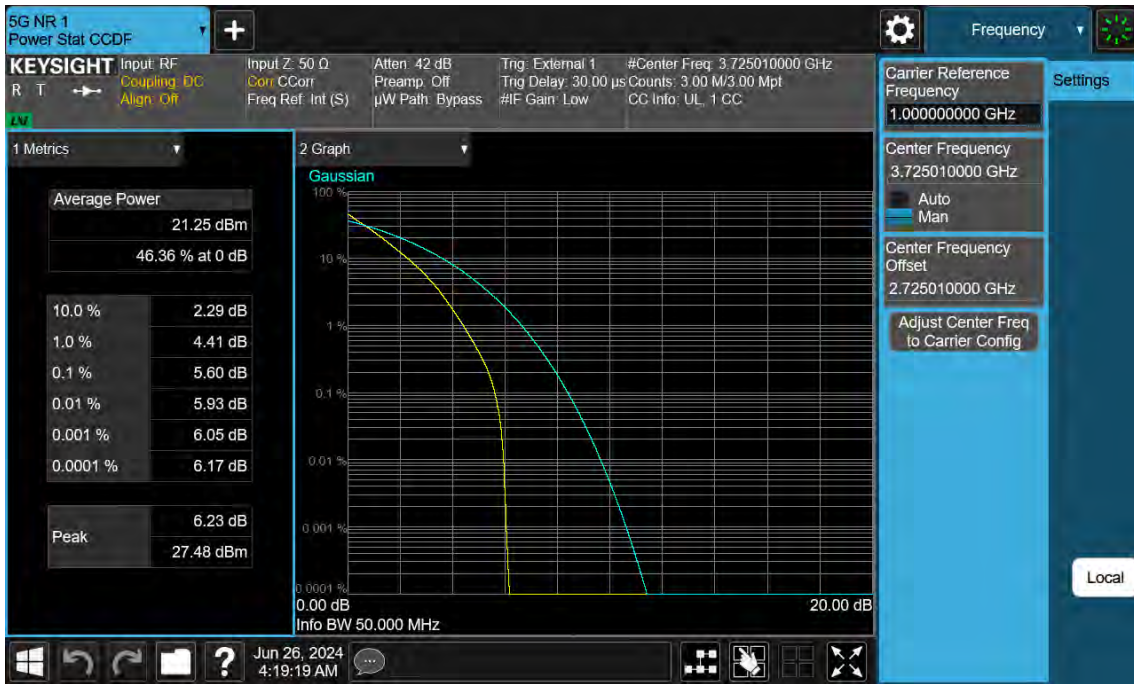 5G NR 1
Power Stat CCDF
Frequency
KEYSIGHT
R T
LNI
Input: RF
Coupling: DC
Align: Off
Input Z: 50 Ω
Corr CCorr
Freq Ref: Int (S)
Atten: 42 dB
Preamp: Off
µW Path: Bypass
Trig: External 1
Trig Delay: 30.00 µs
#IF Gain: Low
#Center Freq: 3.725010000 GHz
Counts: 3.00 M/3.00 Mpt
CC Info: UL, 1 CC
1 Metrics
Average Power
21.25 dBm
46.36 % at 0 dB
10.0 % 2.29 dB
1.0 % 4.41 dB
0.1 % 5.60 dB
0.01 % 5.93 dB
0.001 % 6.05 dB
0.0001 % 6.17 dB
Peak
6.23 dB
27.48 dBm
2 Graph
Gaussian
100 %
10 %
1 %
0.1 %
0.01 %
0.001 %
0.0001 %
0.00 dB 20.00 dB
Info BW 50.000 MHz
Carrier Reference
Frequency
1.000000000 GHz
Center Frequency
3.725010000 GHz
Auto
Man
Center Frequency
Offset
2.725010000 GHz
Adjust Center Freq
to Carrier Config
Settings
Local
?
Jun 26, 2024
4:19:19 AM